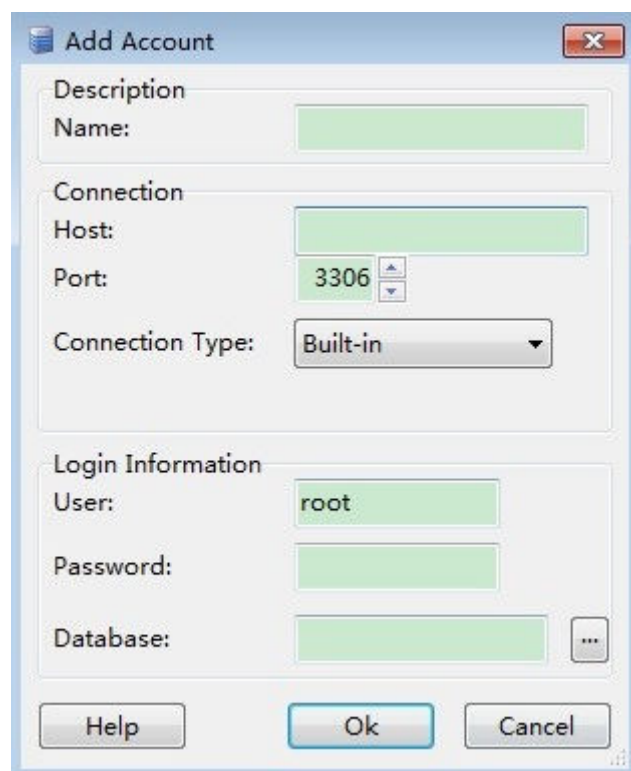 Add Account
Description
Name:
Connection
Host:
Port: 3306
Connection Type: Built-in
Login Information
User: root
Password:
Database: ...
Help Ok Cancel